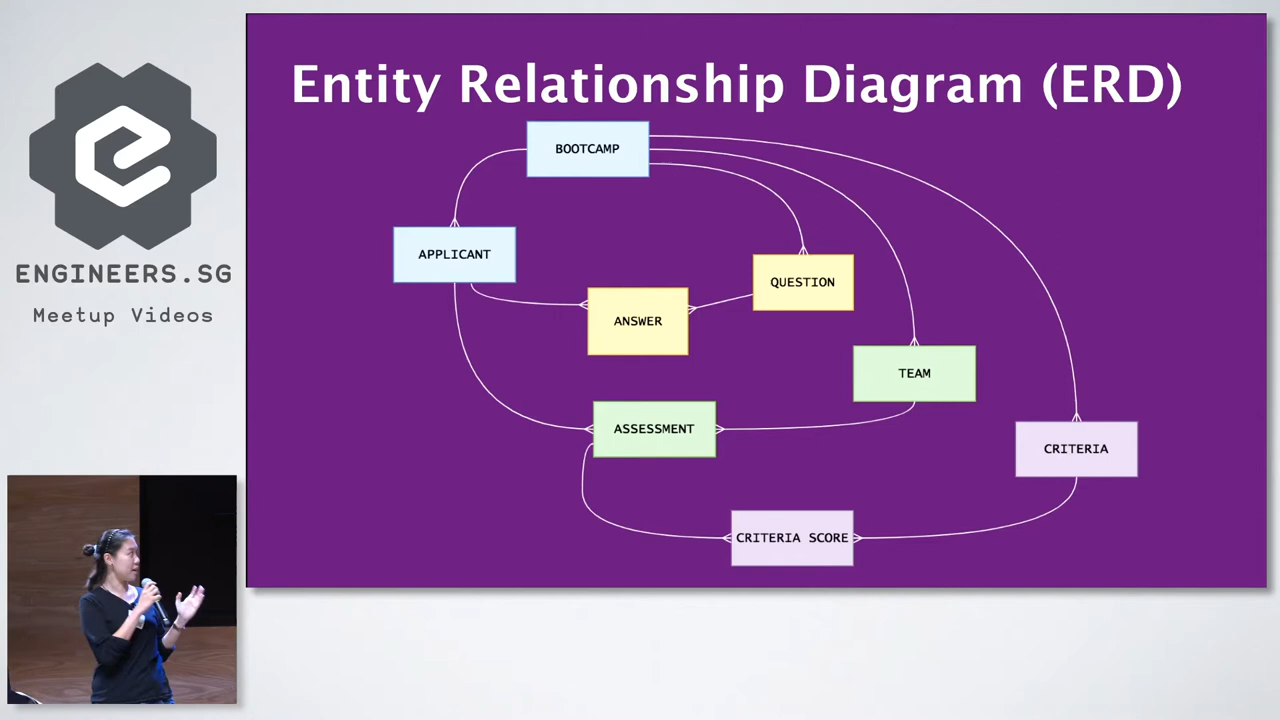 Entity Relationship Diagram (ERD)
BOOTCAMP
APPLICANT
QUESTION
ANSWER
TEAM
ASSESSMENT
CRITERIA
CRITERIA SCORE
ENGINEERS.SG
Meetup Videos